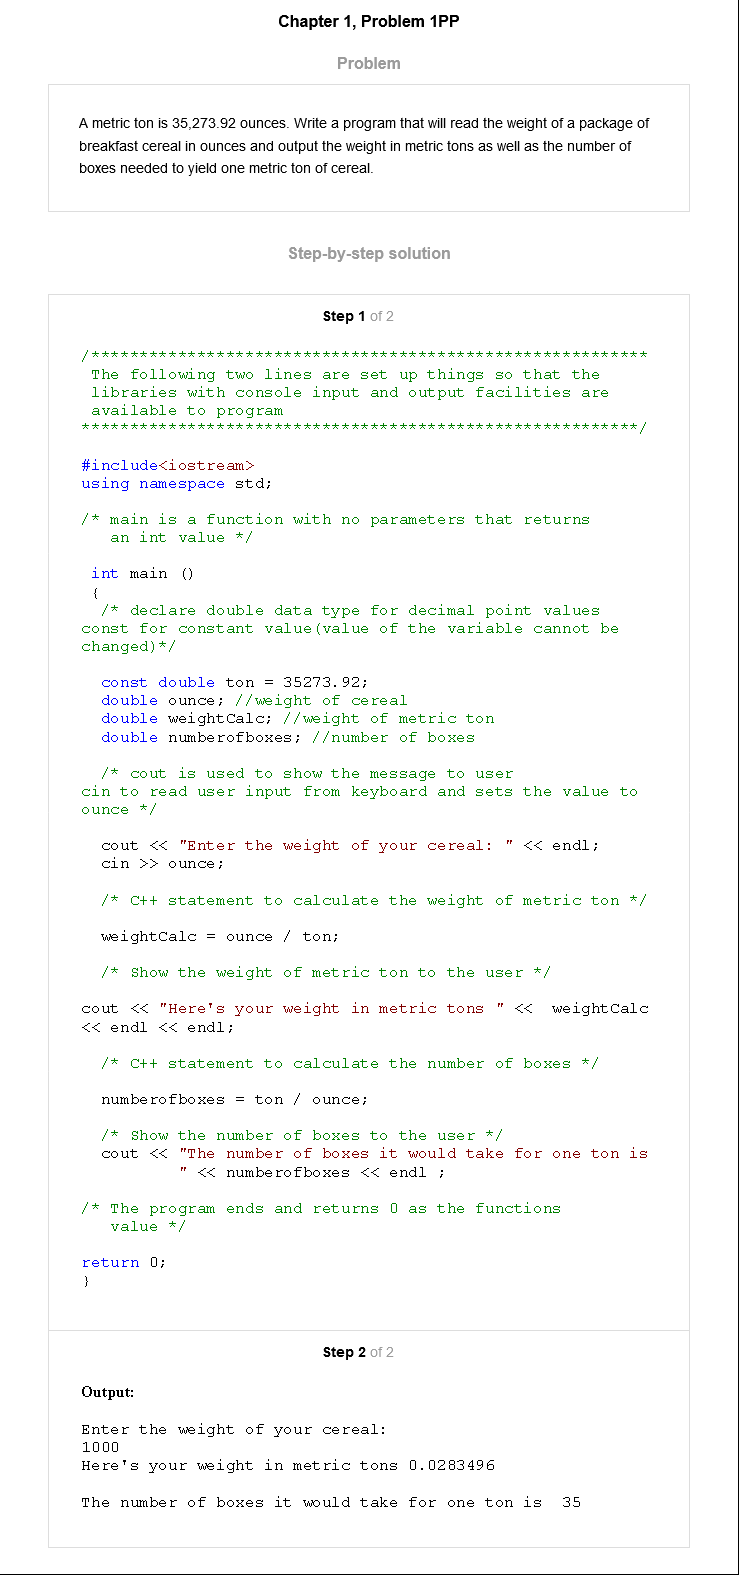 Chapter 1, Problem 1PP
Problem
A metric ton is 35,273.92 ounces. Write a program that will read the weight of a package of
breakfast cereal in ounces and output the weight in metric tons as well as the number of
boxes needed to yield one metric ton of cereal.
Step-by-step solution
Step 1 of 2
/**********************************************************
The following two lines are set up things so that the
libraries with console input and output facilities are
available to program
**********************************************************/
#include<iostream>
using namespace std;
/* main is a function with no parameters that returns
an int value */
int main ()
{
/* declare double data type for decimal point values
const for constant value(value of the variable cannot be
changed)*/
const double ton = 35273.92;
double ounce; //weight of cereal
double weightCalc; //weight of metric ton
double numberofboxes; //number of boxes
/* cout is used to show the message to user
cin to read user input from keyboard and sets the value to
ounce */
cout << "Enter the weight of your cereal: " << endl;
cin >> ounce;
/* C++ statement to calculate the weight of metric ton */
weightCalc = ounce / ton;
/* Show the weight of metric ton to the user */
cout << "Here's your weight in metric tons " <<  weightCalc
<< endl << endl;
/* C++ statement to calculate the number of boxes */
numberofboxes = ton / ounce;
/* Show the number of boxes to the user */
cout << "The number of boxes it would take for one ton is
" << numberofboxes << endl ;
/* The program ends and returns 0 as the functions
value */
return 0;
}
Step 2 of 2
Output:
Enter the weight of your cereal:
1000
Here's your weight in metric tons 0.0283496
The number of boxes it would take for one ton is  35